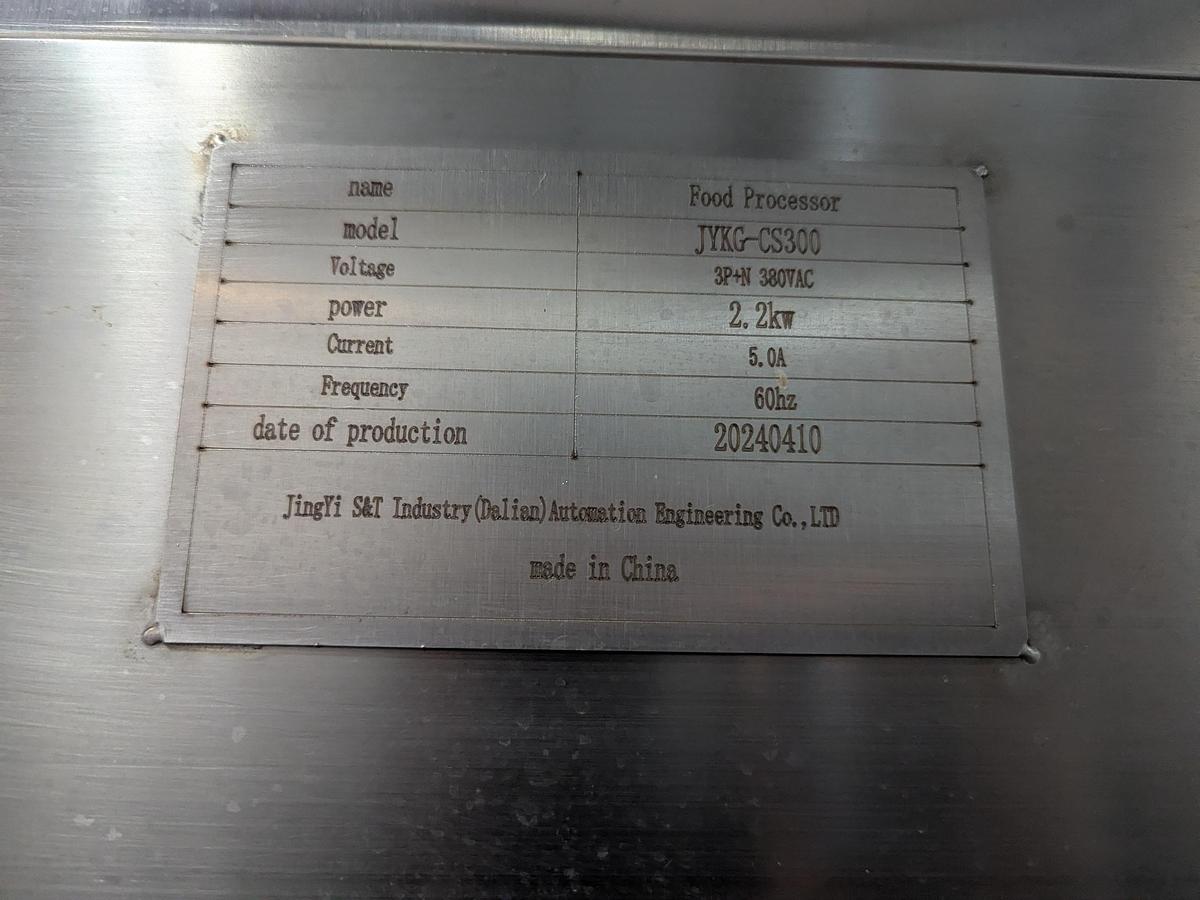 name Food Processor
model JYKG-CS300
Voltage 3P+N 380VAC
power 2.2kw
Current 5.0A
Frequency 60hz
date of production 20240410
JingYi S&T Industry(Dalian)Automation Engineering Co.,LTD
made in China